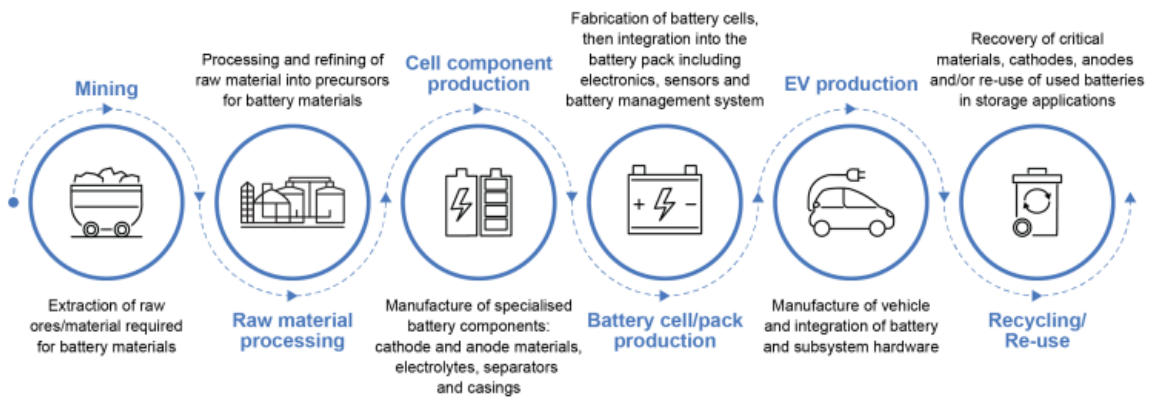 Mining
Extraction of raw
ores/material required
for battery materials
Processing and refining of
raw material into precursors
for battery materials
Raw material
processing
Cell component
production
Manufacture of specialised
battery components:
cathode and anode materials,
electrolytes, separators
and casings
Fabrication of battery cells,
then integration into the
battery pack including
electronics, sensors and
battery management system
+ −
Battery cell/pack
production
EV production
Manufacture of vehicle
and integration of battery
and subsystem hardware
Recovery of critical
materials, cathodes, anodes
and/or re-use of used batteries
in storage applications
Recycling/
Re-use